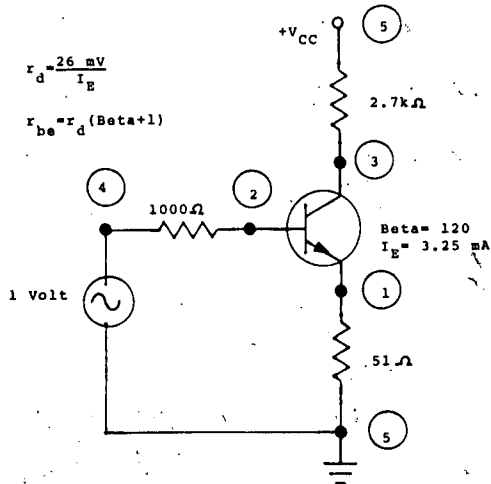 5
+V_CC
r_d=26 mV
I_E
r_be=r_d(Beta+1)
2.7kΩ
3
4
2
1000Ω
Beta= 120
I_E= 3.25 mA
1 Volt
1
51Ω
5